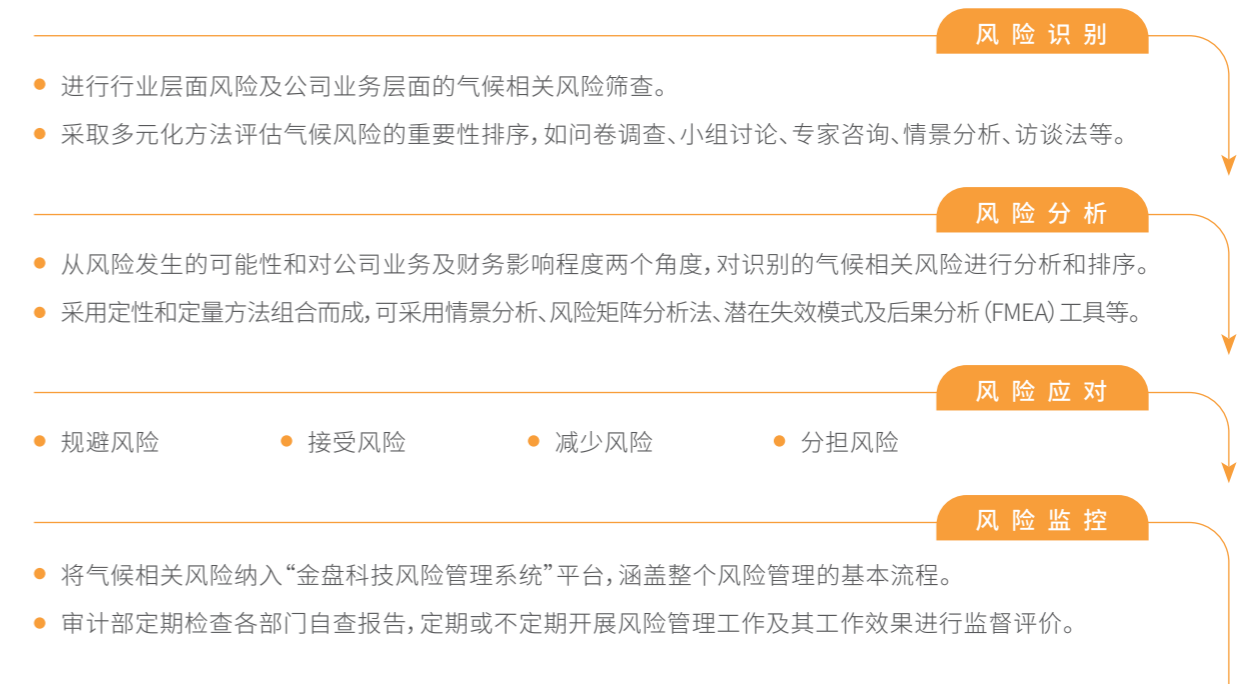 风险识别
进行行业层面风险及公司业务层面的气候相关风险筛查。
采取多元化方法评估气候风险的重要性排序，如问卷调查、小组讨论、专家咨询、情景分析、访谈法等。
风险分析
从风险发生的可能性和对公司业务及财务影响程度两个角度，对识别的气候相关风险进行分析和排序。
采用定性和定量方法组合而成，可采用情景分析、风险矩阵分析法、潜在失效模式及后果分析（FMEA）工具等。
风险应对
规避风险 接受风险 减少风险 分担风险
风险监控
将气候相关风险纳入“金盘科技风险管理系统”平台，涵盖整个风险管理的基本流程。
审计部定期检查各部门自查报告，定期或不定期开展风险管理工作及其工作效果进行监督评价。